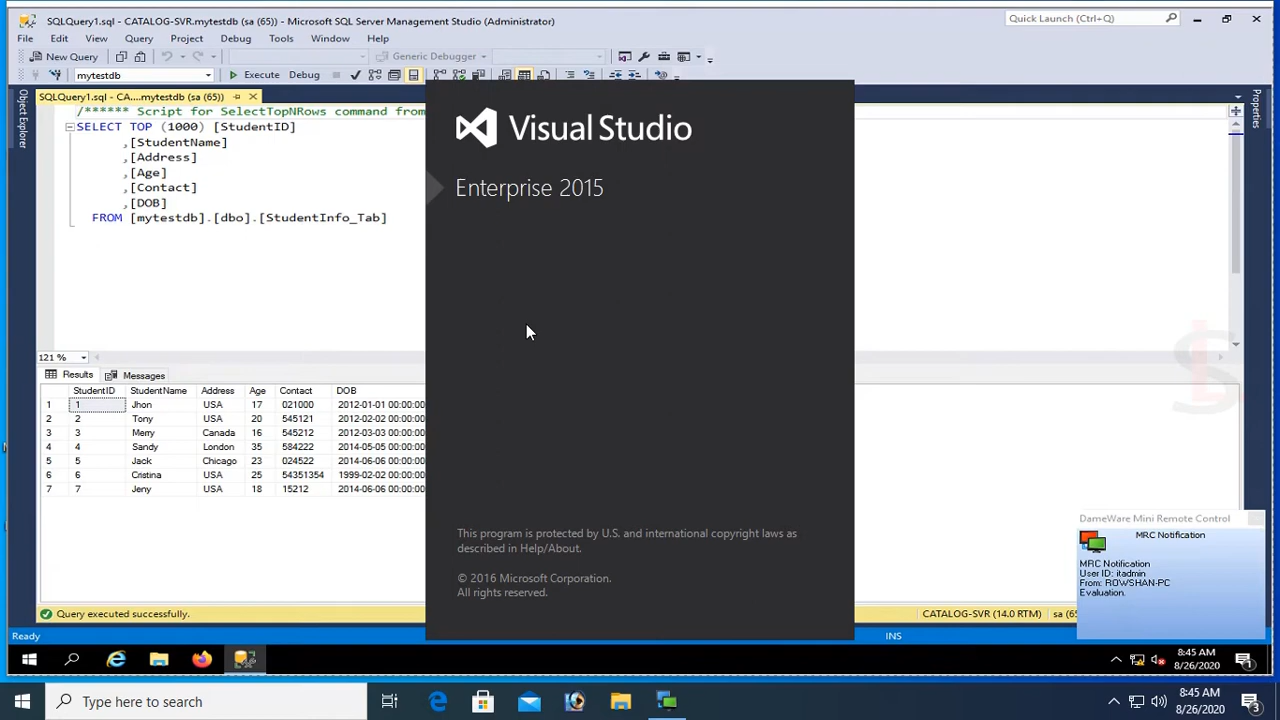 SQLQuery1.sql - CATALOG-SVR.mytestdb (sa (65)) - Microsoft SQL Server Management Studio (Administrator)
Quick Launch (Ctrl+Q)
File Edit View Query Project Debug Tools Window Help
New Query Generic Debugger
mytestdb Execute Debug
SQLQuery1.sql - CA....mytestdb (sa (65))
Object Explorer
Properties
/****** Script for SelectTopNRows command from
SELECT TOP (1000) [StudentID]
,[StudentName]
,[Address]
,[Age]
,[Contact]
,[DOB]
FROM [mytestdb].[dbo].[StudentInfo_Tab]
Visual Studio
Enterprise 2015
121 %
Results Messages
StudentID StudentName Address Age Contact DOB
1 1 Jhon USA 17 021000 2012-01-01 00:00:00
2 2 Tony USA 20 545121 2012-02-02 00:00:00
3 3 Merry Canada 16 545212 2012-03-03 00:00:00
4 4 Sandy London 35 584222 2014-05-05 00:00:00
5 5 Jack Chicago 23 024522 2014-06-06 00:00:00
6 6 Cristina USA 25 54351354 1999-02-02 00:00:00
7 7 Jeny USA 18 15212 2014-06-06 00:00:00
This program is protected by U.S. and international copyright laws as
described in Help/About.
© 2016 Microsoft Corporation.
All rights reserved.
DameWare Mini Remote Control
MRC Notification
MRC Notification
User ID: itadmin
From: ROWSHAN-PC
Evaluation.
Query executed successfully.
CATALOG-SVR (14.0 RTM) sa (65
Ready INS
8:45 AM
8/26/2020
1
Type here to search
8:45 AM
8/26/2020
3